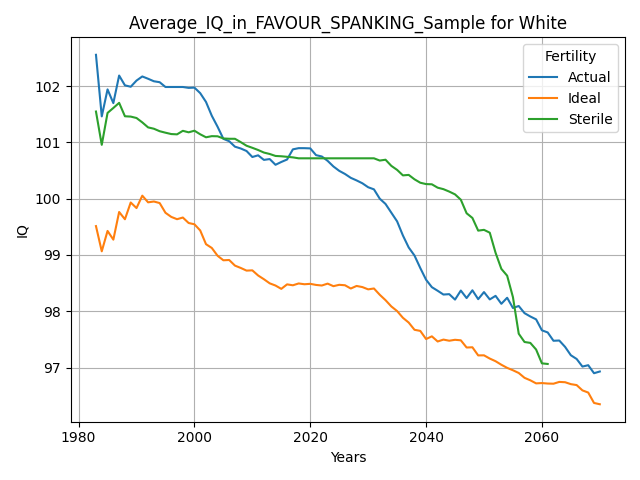 Average_IQ_in_FAVOUR_SPANKING_Sample for White
Fertility
Actual
Ideal
Sterile
IQ
102
101
100
99
98
97
1980
2000
2020
2040
2060
Years